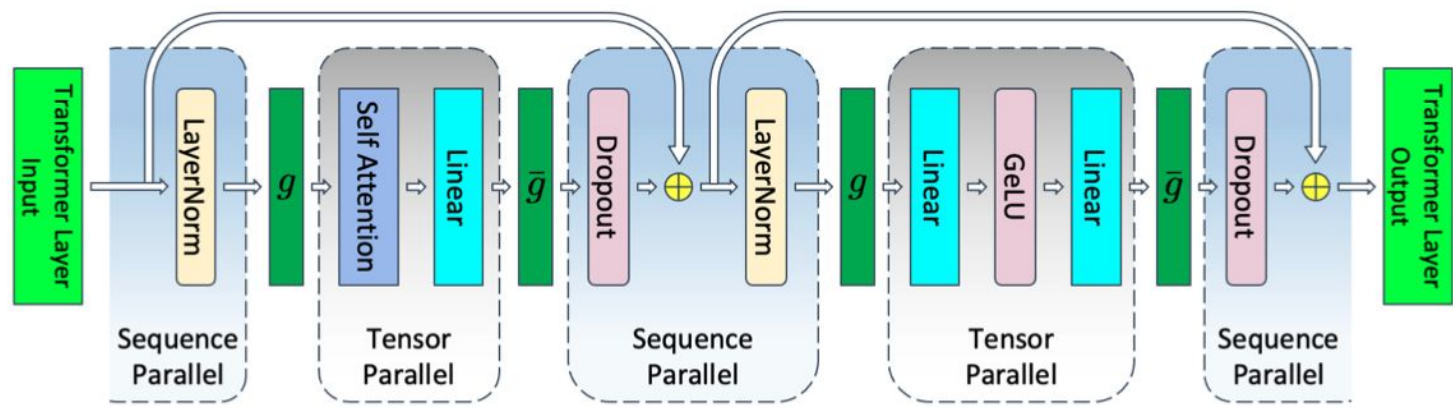 Transformer Layer
Input
LayerNorm
Sequence
Parallel
g
Self Attention
Linear
Tensor
Parallel
ḡ
Dropout
LayerNorm
Sequence
Parallel
g
Linear
GeLU
Linear
Tensor
Parallel
ḡ
Dropout
Sequence
Parallel
Transformer Layer
Output